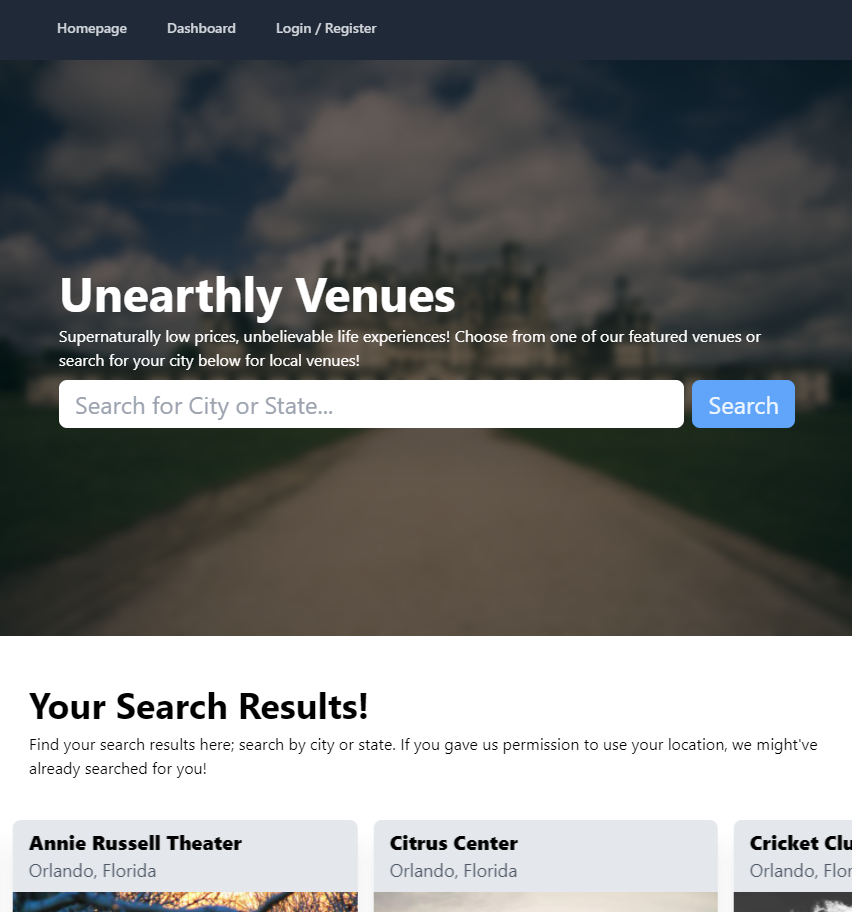 Homepage Dashboard Login / Register
Unearthly Venues
Supernaturally low prices, unbelievable life experiences! Choose from one of our featured venues or
search for your city below for local venues!
Search for City or State... Search
Your Search Results!
Find your search results here; search by city or state. If you gave us permission to use your location, we might've
already searched for you!
Annie Russell Theater Citrus Center Cricket Clu
Orlando, Florida Orlando, Florida Orlando, Flor